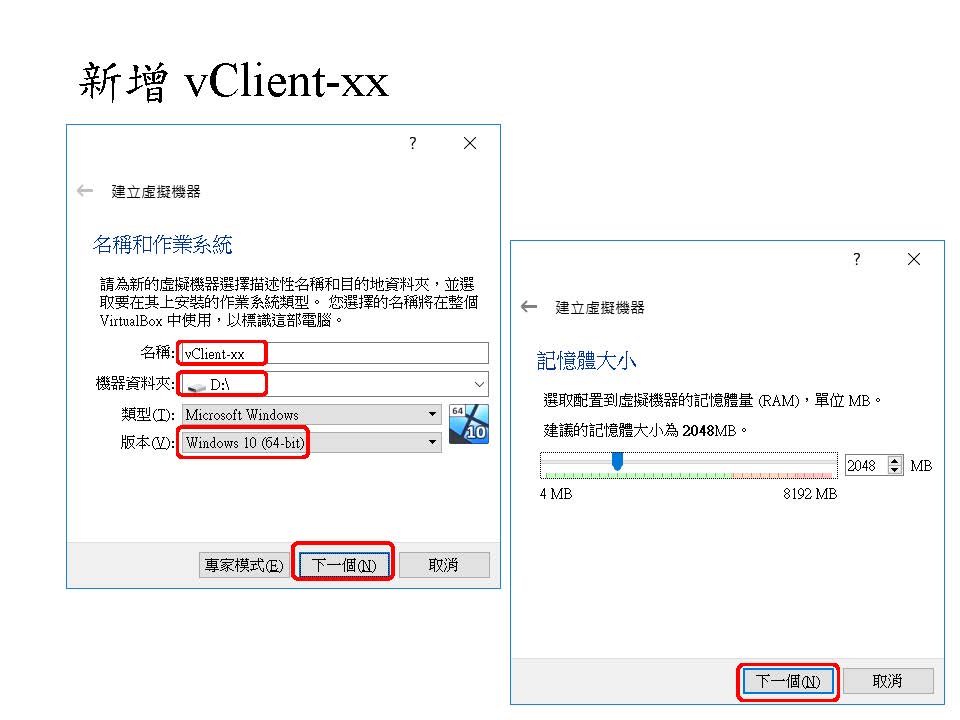 新增 vClient-xx
?
建立虛擬機器
名稱和作業系統
請為新的虛擬機器選擇描述性名稱和目的地資料夾，並選
取要在其上安裝的作業系統類型。 您選擇的名稱將在整個
VirtualBox 中使用，以標識這部電腦。
名稱: vClient-xx
機器資料夾: D:\
類型(T): Microsoft Windows
64
10
版本(V): Windows 10 (64-bit)
專家模式(E) 下一個(N) 取消
?
建立虛擬機器
記憶體大小
選取配置到虛擬機器的記憶體量 (RAM)，單位 MB。
建議的記憶體大小為 2048MB。
2048 MB
4 MB 8192 MB
下一個(N) 取消